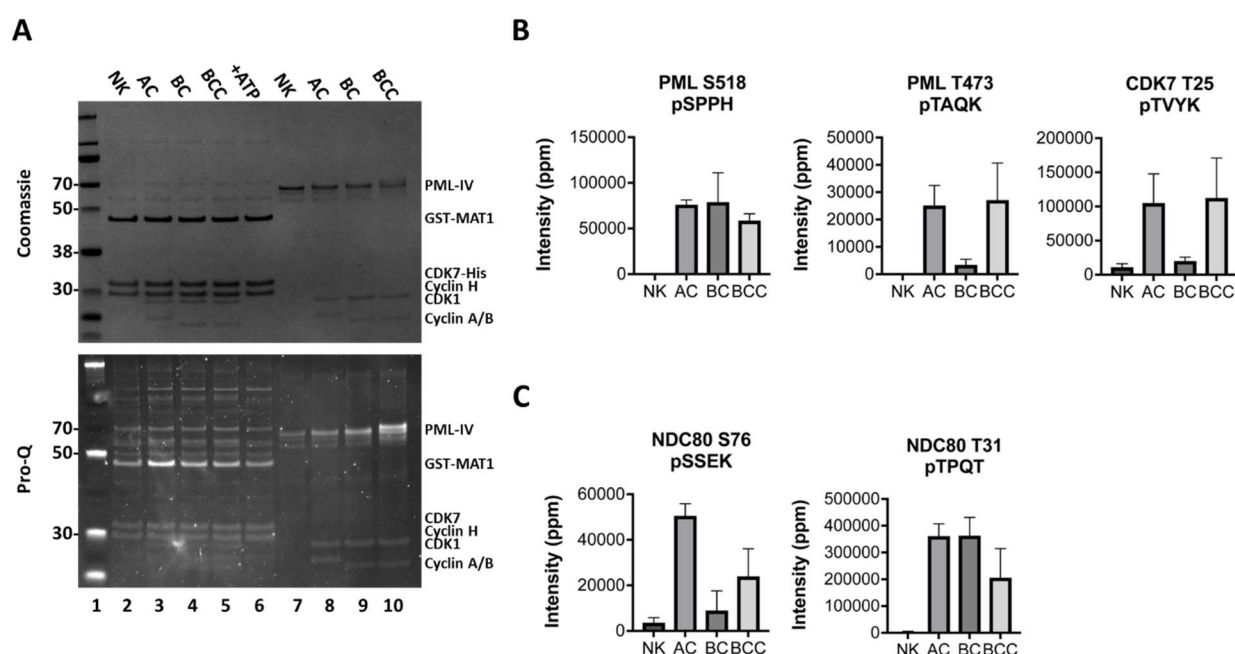 A
NK AC BC BCC +ATP NK AC BC BCC
Coomassie
70-
50-
38-
30-
PML-IV
GST-MAT1
CDK7-His
Cyclin H
CDK1
Cyclin A/B
Pro-Q
70-
50-
30-
PML-IV
GST-MAT1
CDK7
Cyclin H
CDK1
Cyclin A/B
1 2 3 4 5 6 7 8 9 10
B
PML S518
pSPPH
Intensity (ppm)
150000
100000
50000
0
NK AC BC BCC
PML T473
pTAQK
50000
40000
30000
20000
10000
0
NK AC BC BCC
CDK7 T25
pTVYK
200000
150000
100000
50000
0
NK AC BC BCC
C
NDC80 S76
pSSEK
Intensity (ppm)
60000
40000
20000
0
NK AC BC BCC
NDC80 T31
pTPQT
500000
400000
300000
200000
100000
0
NK AC BC BCC